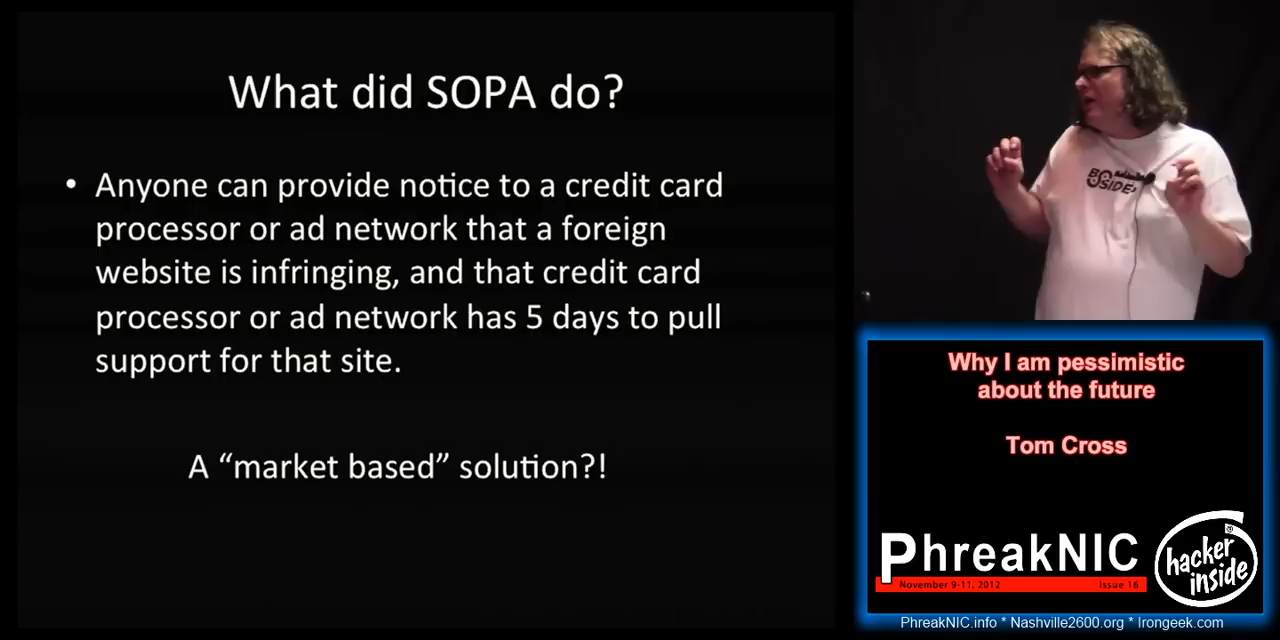 What did SOPA do?
• Anyone can provide notice to a credit card
processor or ad network that a foreign
website is infringing, and that credit card
processor or ad network has 5 days to pull
support for that site.
A “market based” solution?!
Why I am pessimistic
about the future
Tom Cross
PhreakNIC
November 9-11, 2012 Issue 16
hacker
inside
PhreakNIC.info * Nashville2600.org * Irongeek.com